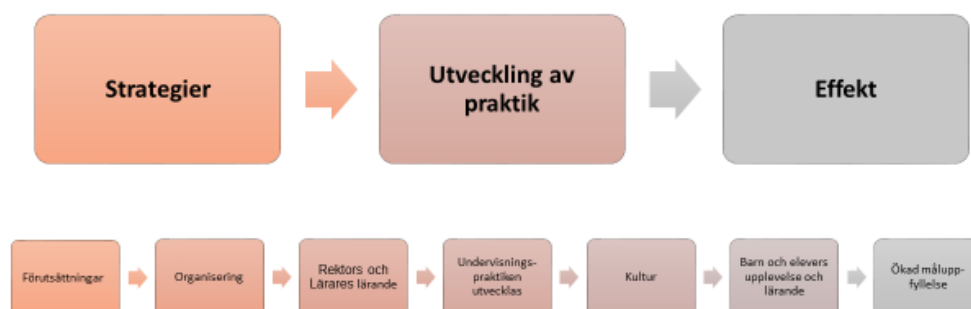 Strategier
Utveckling av
praktik
Effekt
Förutsättningar
Organisering
Rektors och
Lärares lärande
Undervisnings-
praktiken
utvecklas
Kultur
Barn och elevers
upplevelse och
lärande
Ökad målupp-
fyllelse